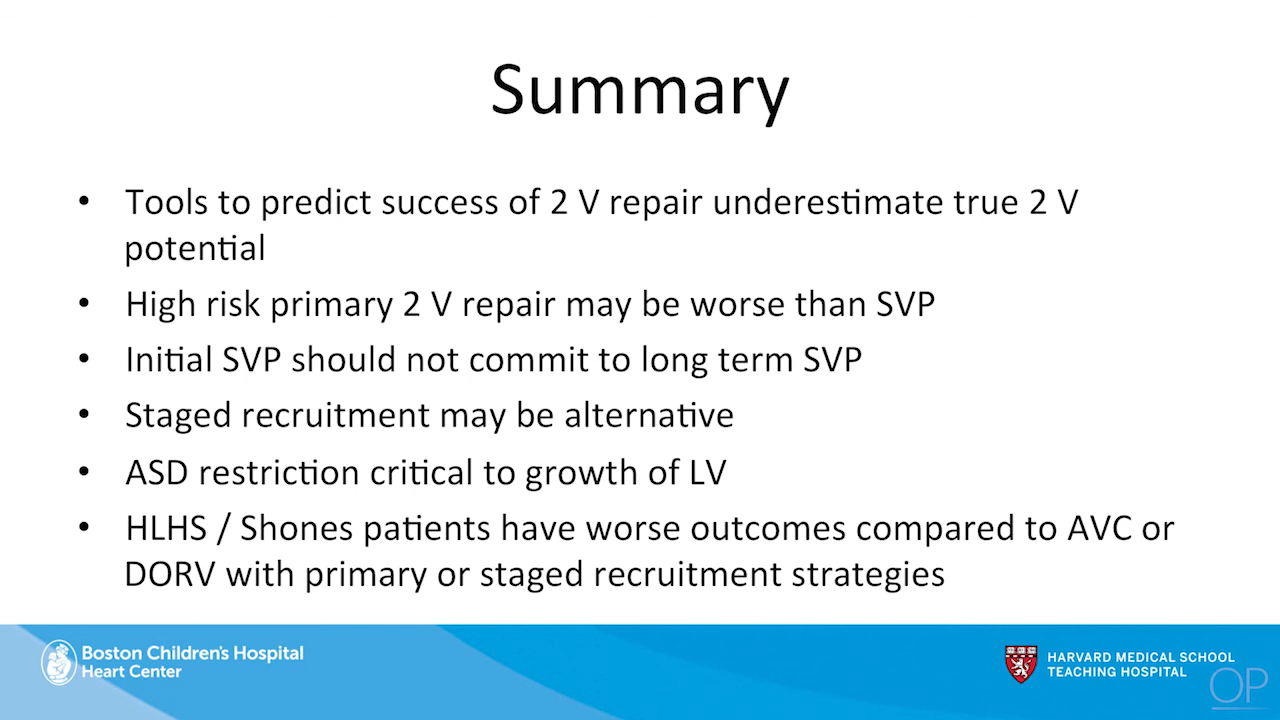 Summary
• Tools to predict success of 2 V repair underestimate true 2 V
potential
• High risk primary 2 V repair may be worse than SVP
• Initial SVP should not commit to long term SVP
• Staged recruitment may be alternative
• ASD restriction critical to growth of LV
• HLHS / Shones patients have worse outcomes compared to AVC or
DORV with primary or staged recruitment strategies
Boston Children's Hospital
Heart Center
HARVARD MEDICAL SCHOOL
TEACHING HOSPITAL
OP